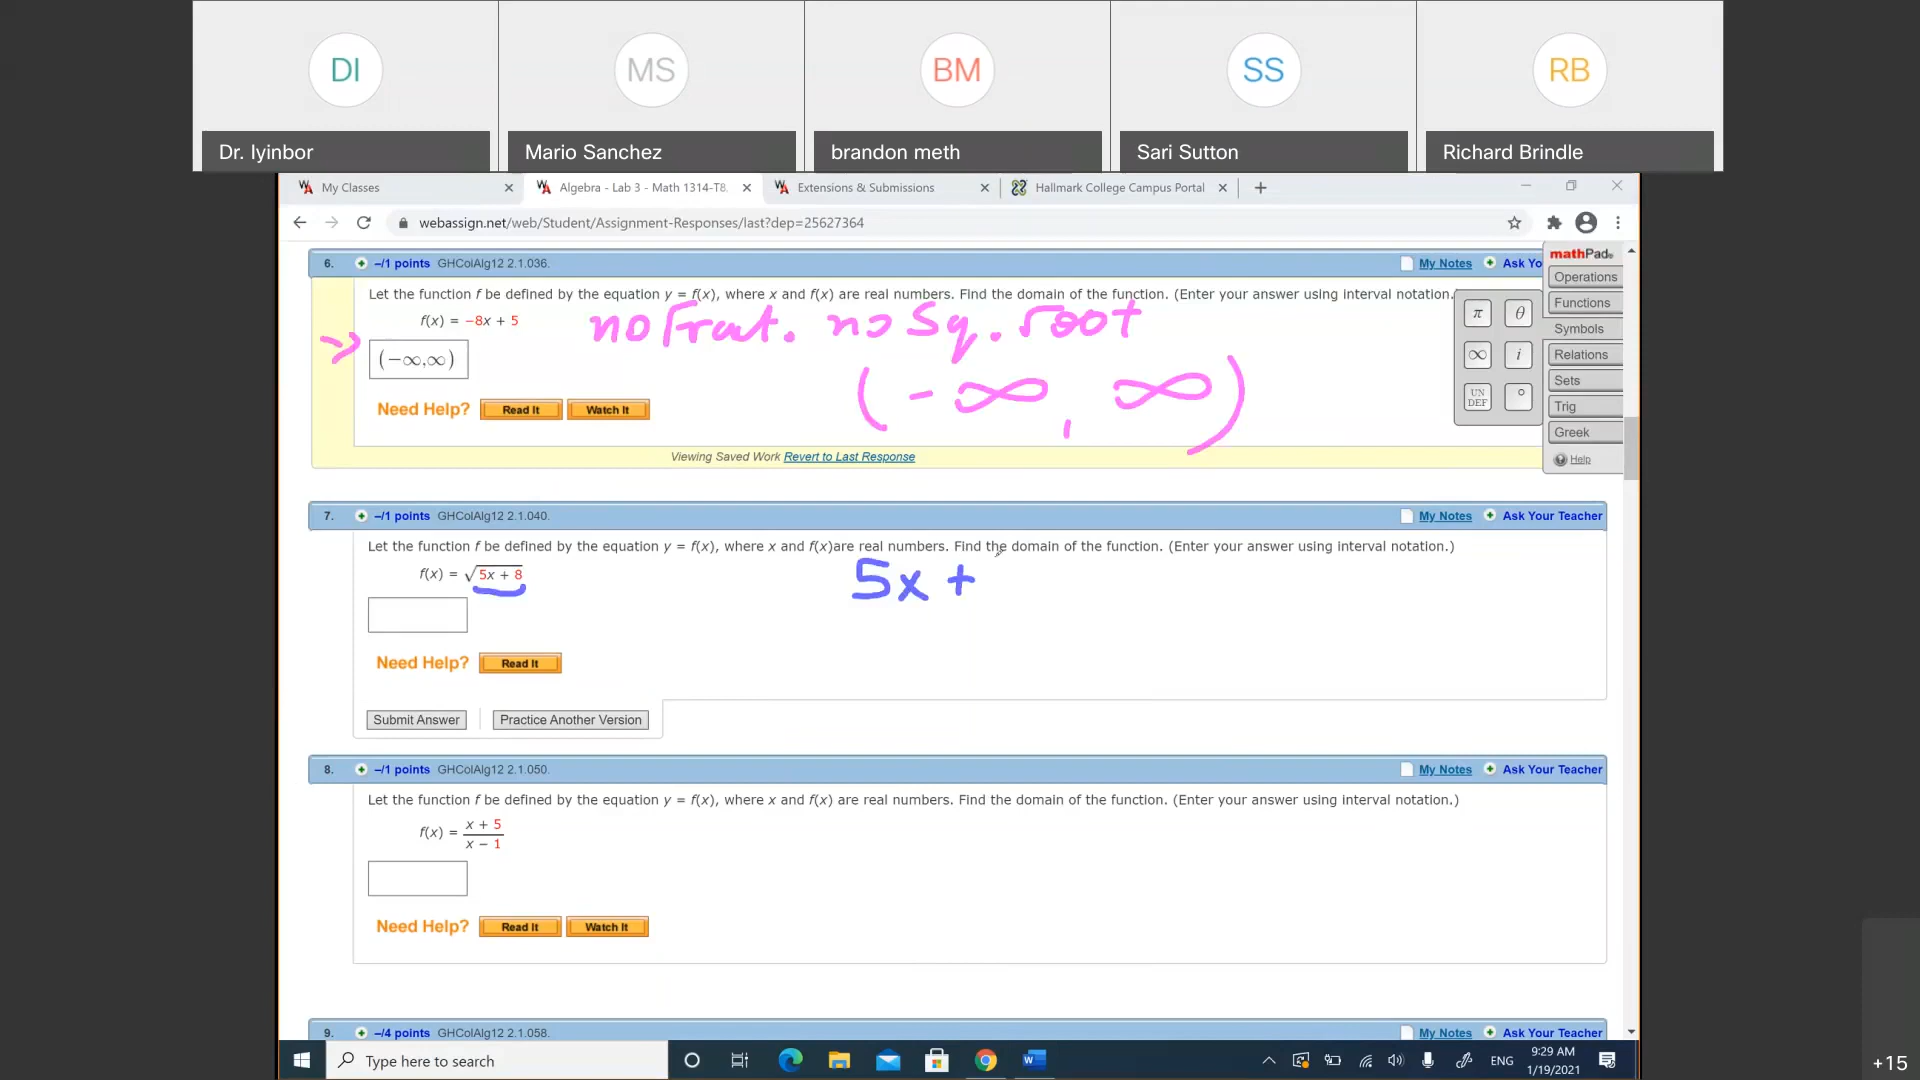 DI MS BM SS RB
Dr. Iyinbor Mario Sanchez brandon meth Sari Sutton Richard Brindle
My Classes Algebra - Lab 3 - Math 1314-T8. Extensions & Submissions Hallmark College Campus Portal
webassign.net/web/Student/Assignment-Responses/last?dep=25627364
6. –/1 points GHColAlg12 2.1.036. My Notes Ask Yo
Let the function f be defined by the equation y = f(x), where x and f(x) are real numbers. Find the domain of the function. (Enter your answer using interval notation.
f(x) = -8x + 5
no Frat. no Sq. root
(-∞,∞)
(-∞, ∞)
Need Help? Read It Watch It
Viewing Saved Work Revert to Last Response
mathPad
Operations
Functions
Symbols
Relations
Sets
Trig
Greek
Help
π θ
∞ i
UN DEF °
7. –/1 points GHColAlg12 2.1.040. My Notes Ask Your Teacher
Let the function f be defined by the equation y = f(x), where x and f(x)are real numbers. Find the domain of the function. (Enter your answer using interval notation.)
f(x) = √5x + 8
5x +
Need Help? Read It
Submit Answer Practice Another Version
8. –/1 points GHColAlg12 2.1.050. My Notes Ask Your Teacher
Let the function f be defined by the equation y = f(x), where x and f(x) are real numbers. Find the domain of the function. (Enter your answer using interval notation.)
f(x) = x + 5
x − 1
Need Help? Read It Watch It
9. –/4 points GHColAlg12 2.1.058. My Notes Ask Your Teacher
Type here to search
ENG
9:29 AM
1/19/2021
+15